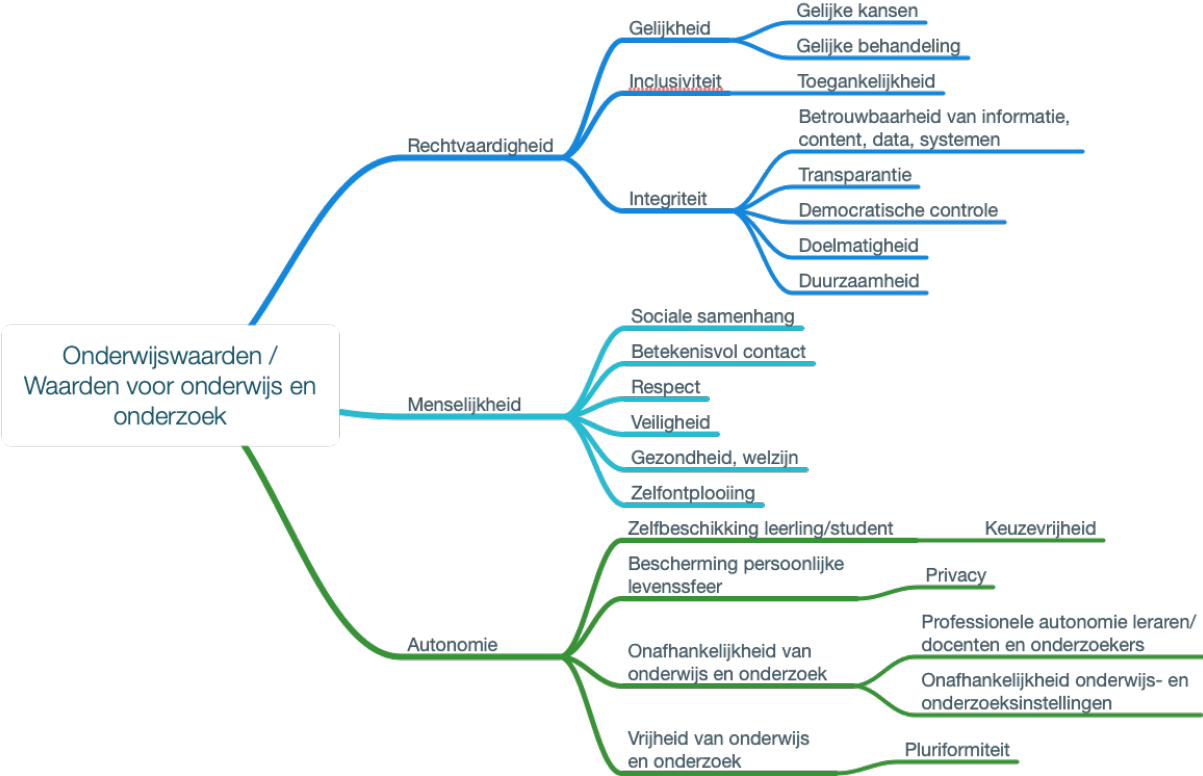 Onderwijswaarden /
Waarden voor onderwijs en
onderzoek
Rechtvaardigheid
Gelijkheid
Gelijke kansen
Gelijke behandeling
Inclusiviteit
Toegankelijkheid
Integriteit
Betrouwbaarheid van informatie,
content, data, systemen
Transparantie
Democratische controle
Doelmatigheid
Duurzaamheid
Menselijkheid
Sociale samenhang
Betekenisvol contact
Respect
Veiligheid
Gezondheid, welzijn
Zelfontplooiing
Autonomie
Zelfbeschikking leerling/student
Keuzevrijheid
Bescherming persoonlijke
levenssfeer
Privacy
Onafhankelijkheid van
onderwijs en onderzoek
Professionele autonomie leraren/
docenten en onderzoekers
Onafhankelijkheid onderwijs- en
onderzoeksinstellingen
Vrijheid van onderwijs
en onderzoek
Pluriformiteit